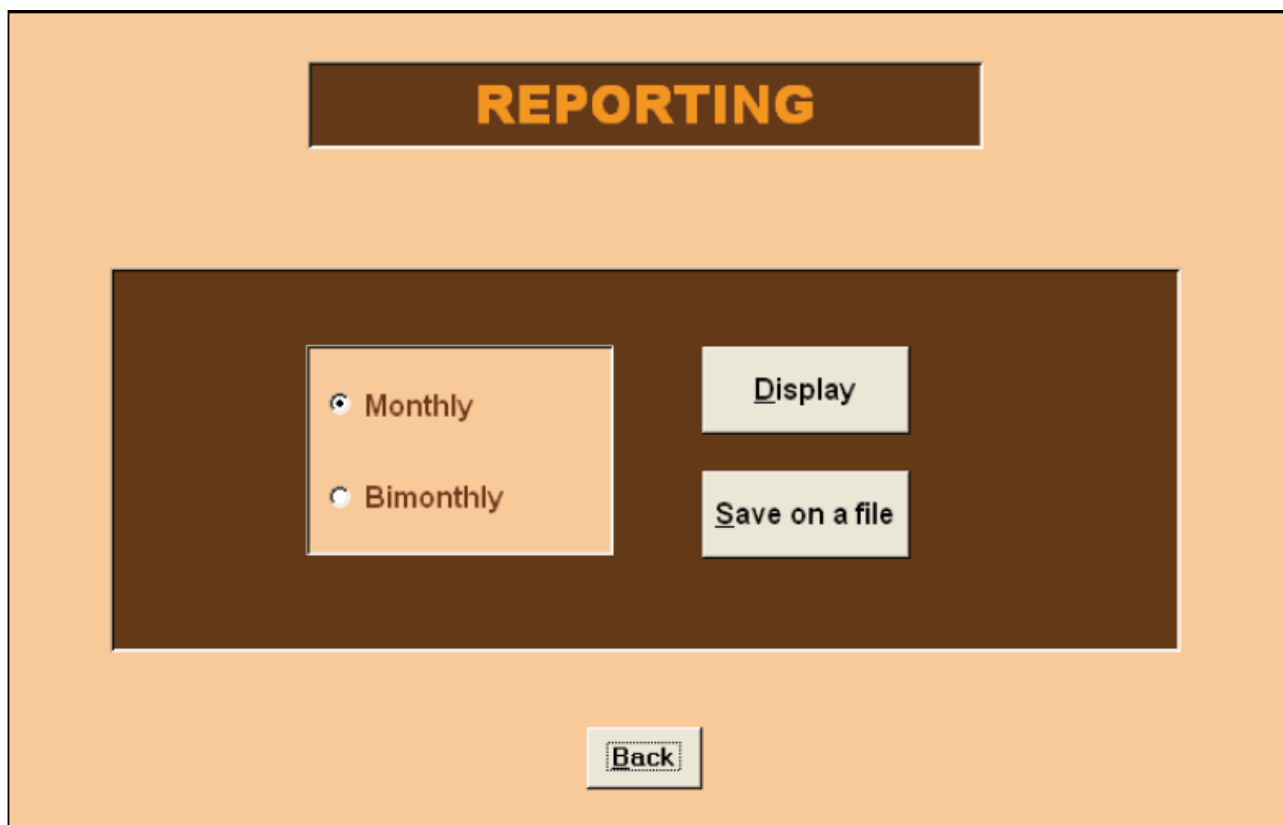 REPORTING
Monthly
Display
Bimonthly
Save on a file
Back